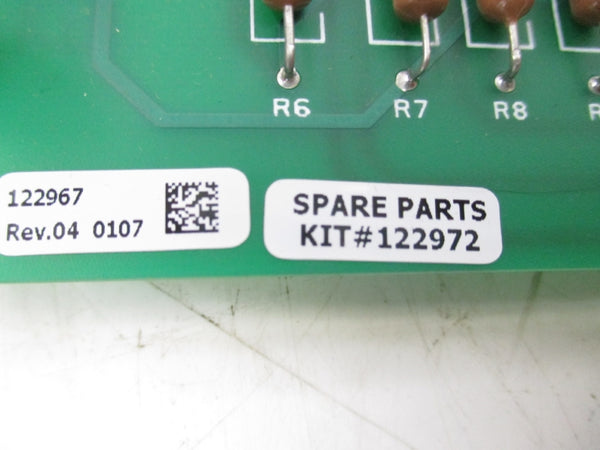 R6
R7
R8
R
122967
Rev.04 0107
SPARE PARTS
KIT#122972